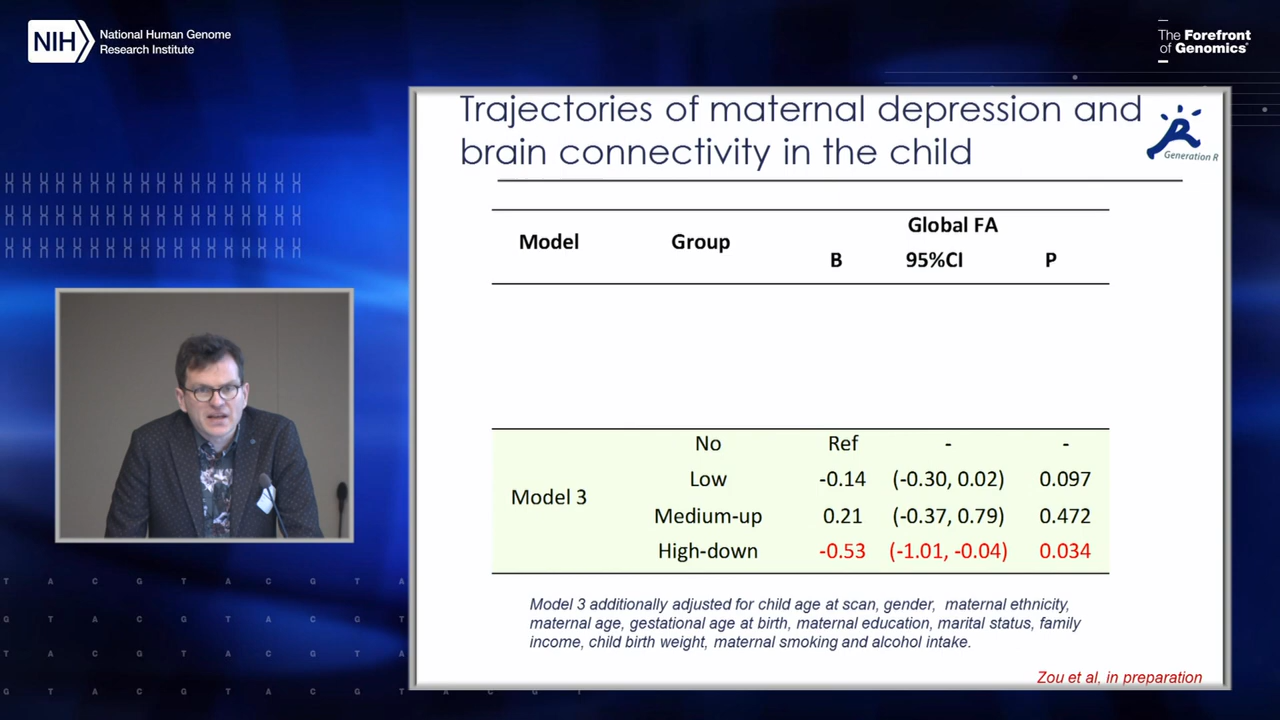 NIH
National Human Genome
Research Institute
The Forefront
of Genomics®
Trajectories of maternal depression and
brain connectivity in the child
Generation R
Model Group Global FA
B 95%CI P
Model 3
No Ref - -
Low -0.14 (-0.30, 0.02) 0.097
Medium-up 0.21 (-0.37, 0.79) 0.472
High-down -0.53 (-1.01, -0.04) 0.034
Model 3 additionally adjusted for child age at scan, gender, maternal ethnicity,
maternal age, gestational age at birth, maternal education, marital status, family
income, child birth weight, maternal smoking and alcohol intake.
Zou et al, in preparation
T A C G T A C G T A
G T A C G T A C G T
T A C G T A C G T A
G T A C G T A C G T A C G T